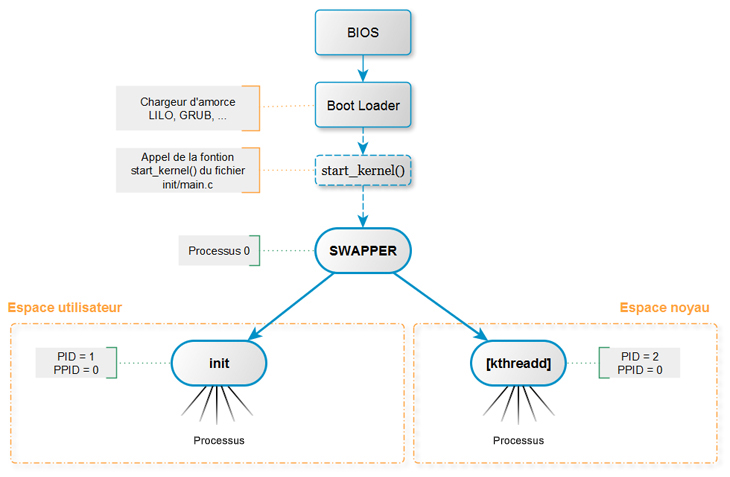 BIOS
Chargeur d'amorce
LILO, GRUB, ...
Boot Loader
Appel de la fontion
start_kernel() du fichier
init/main.c
start_kernel()
Processus 0
SWAPPER
Espace utilisateur
Espace noyau
PID = 1
PPID = 0
init
[kthreadd]
PID = 2
PPID = 0
Processus
Processus